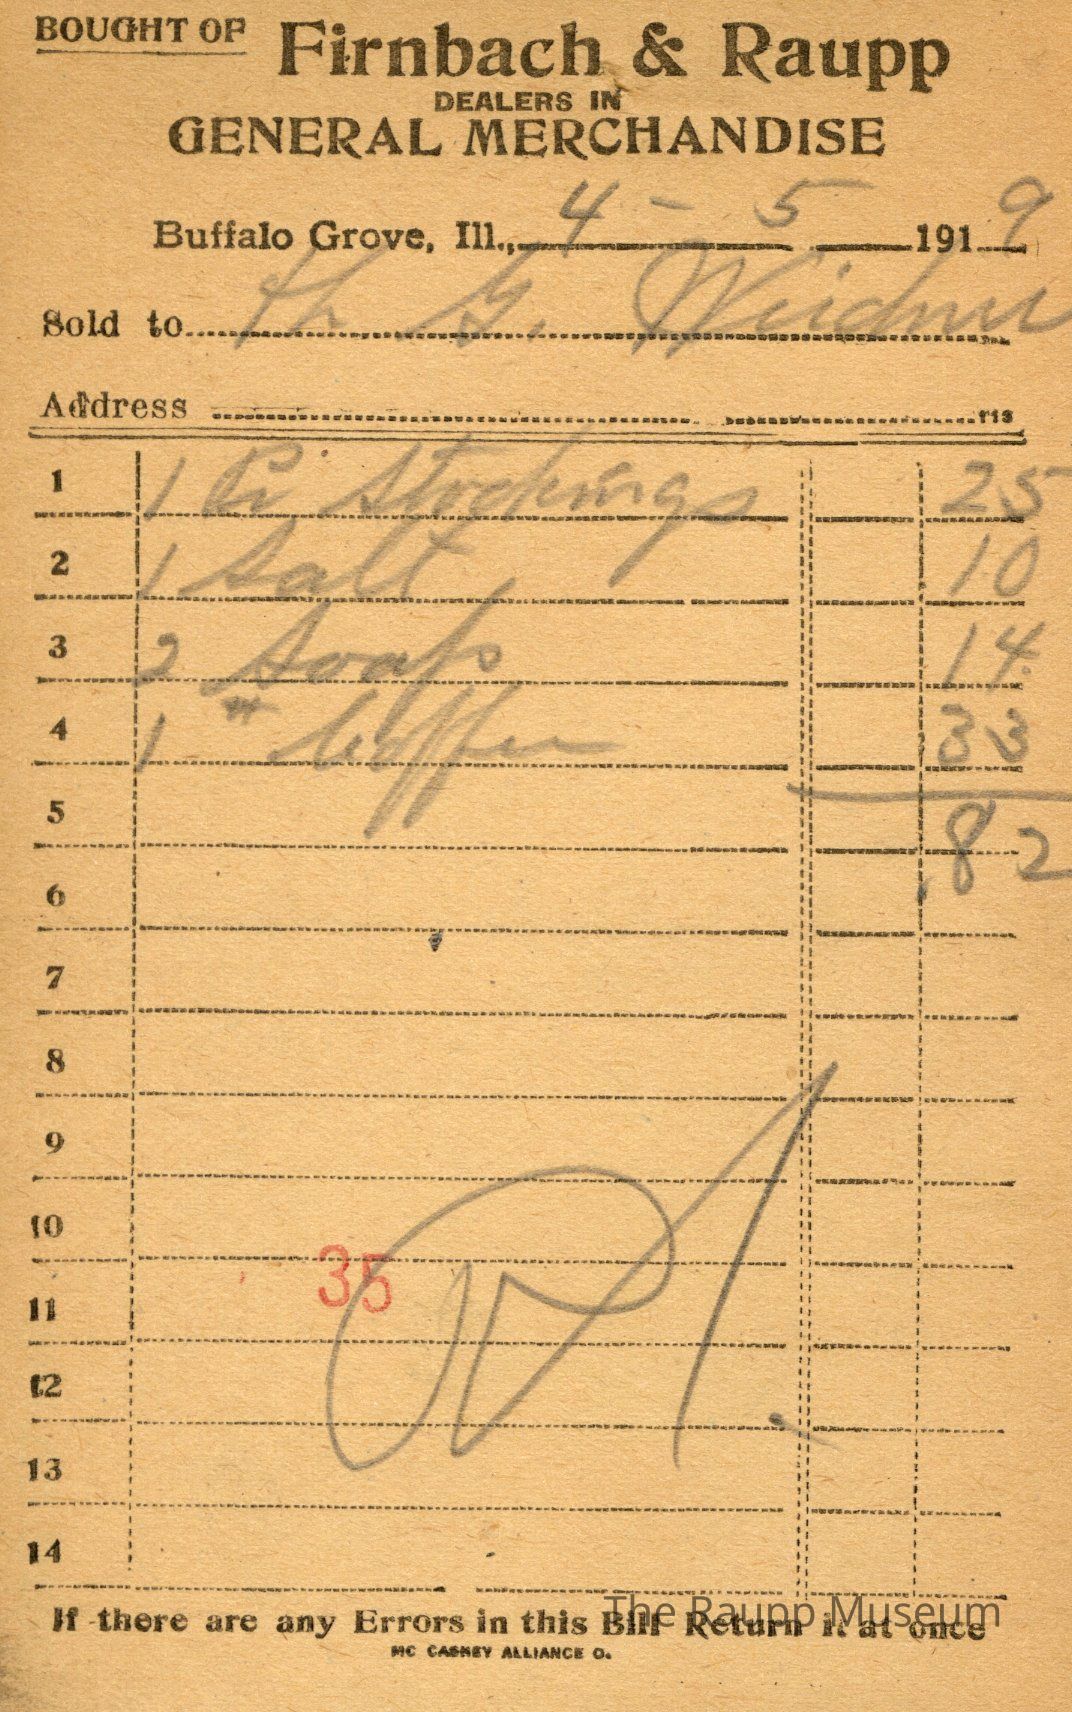 BOUGHT OF Firnbach & Raupp
DEALERS IN
GENERAL MERCHANDISE
Buffalo Grove, Ill., 4 - 5 1919
Sold to G. Weidner
Address
1 1 Pr Stockings 25
2 1 Salt 10
3 2 Soap 14
4 1 # Coffee 33
5 .82
6
7
8
9
10
35
11
12
13
14
If there are any Errors in this Bill Return it at once
The Raupp Museum
MC CASKEY ALLIANCE O.